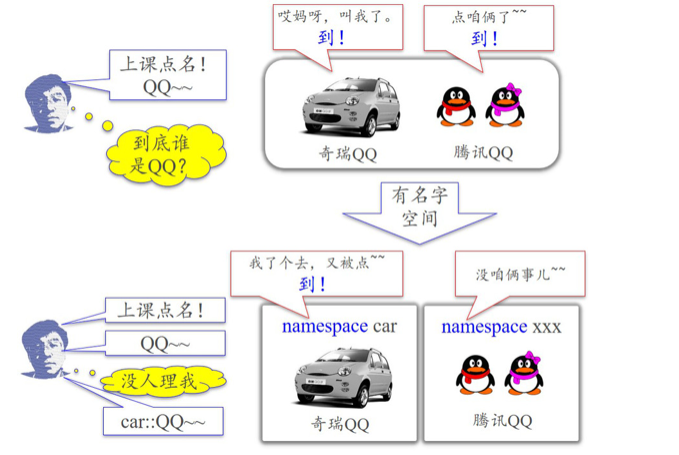 哎妈呀，叫我了。
到！
点咱俩了~~
到！
上课点名！
QQ~~
到底谁
是QQ？
奇瑞QQ
腾讯QQ
有名字
空间
我了个去，又被点~~
到！
没咱俩事儿~~
上课点名！
QQ~~
没人理我
car::QQ~~
namespace car
奇瑞QQ
namespace xxx
腾讯QQ